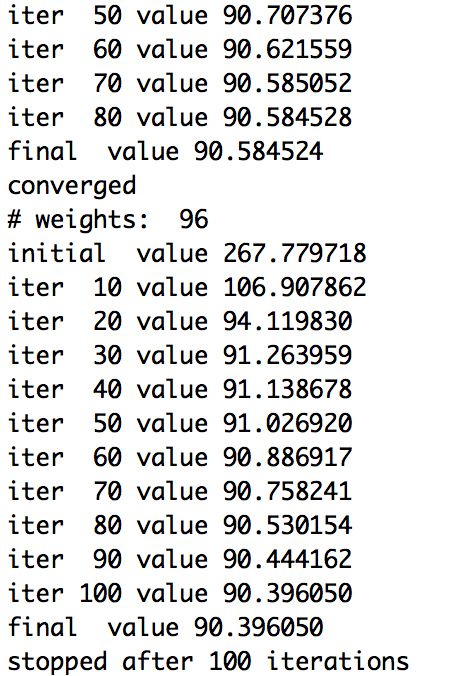 iter  50 value 90.707376
iter  60 value 90.621559
iter  70 value 90.585052
iter  80 value 90.584528
final  value 90.584524
converged
# weights:  96
initial  value 267.779718
iter  10 value 106.907862
iter  20 value 94.119830
iter  30 value 91.263959
iter  40 value 91.138678
iter  50 value 91.026920
iter  60 value 90.886917
iter  70 value 90.758241
iter  80 value 90.530154
iter  90 value 90.444162
iter 100 value 90.396050
final  value 90.396050
stopped after 100 iterations